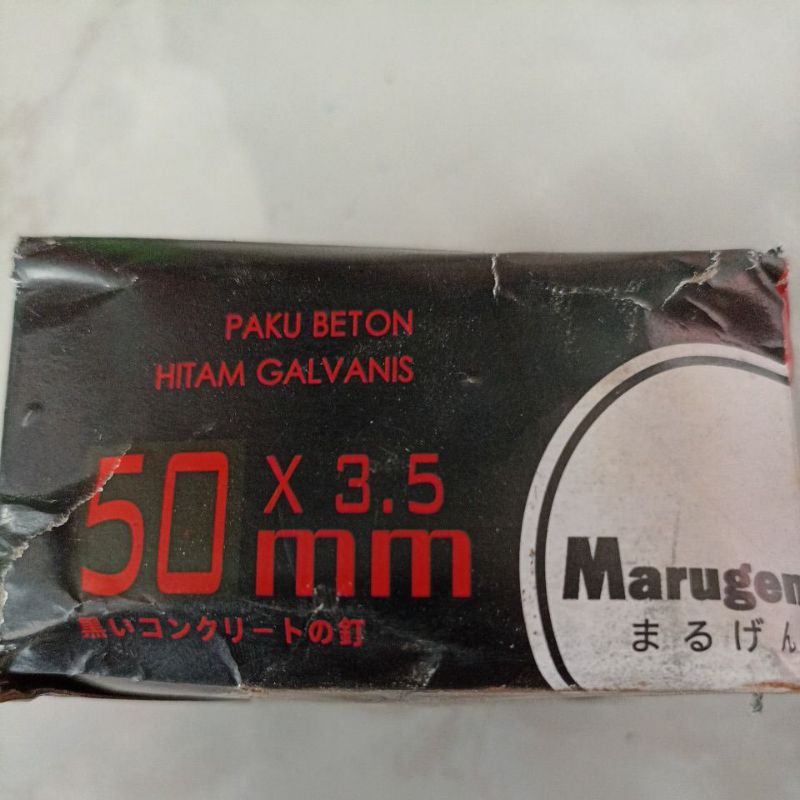 PAKU BETON
HITAM GALVANIS
50 X 3.5 mm
黒いコンクリートの釘
Marugen
まるげん